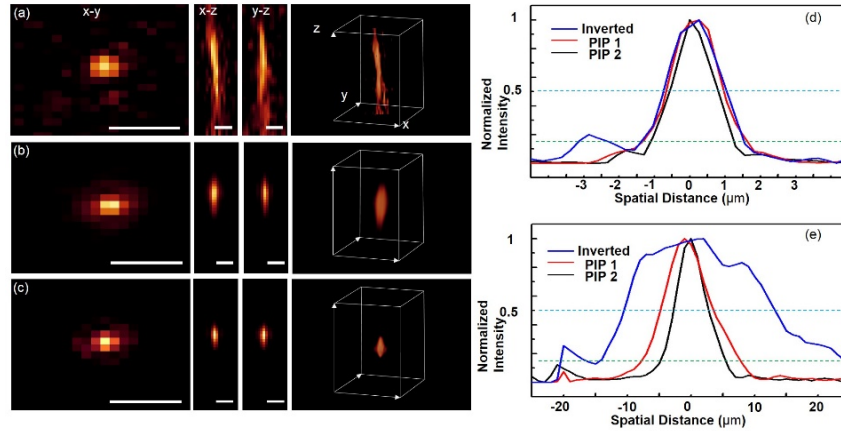 (a) x-y x-z y-z
z
y
x
(b)
(c)
(d)
Inverted
PIP 1
PIP 2
1
0.5
Normalized
Intensity
-3 -2 -1 0 1 2 3
Spatial Distance (µm)
(e)
Inverted
PIP 1
PIP 2
1
0.5
Normalized
Intensity
-20 -10 0 10 20
Spatial Distance (µm)